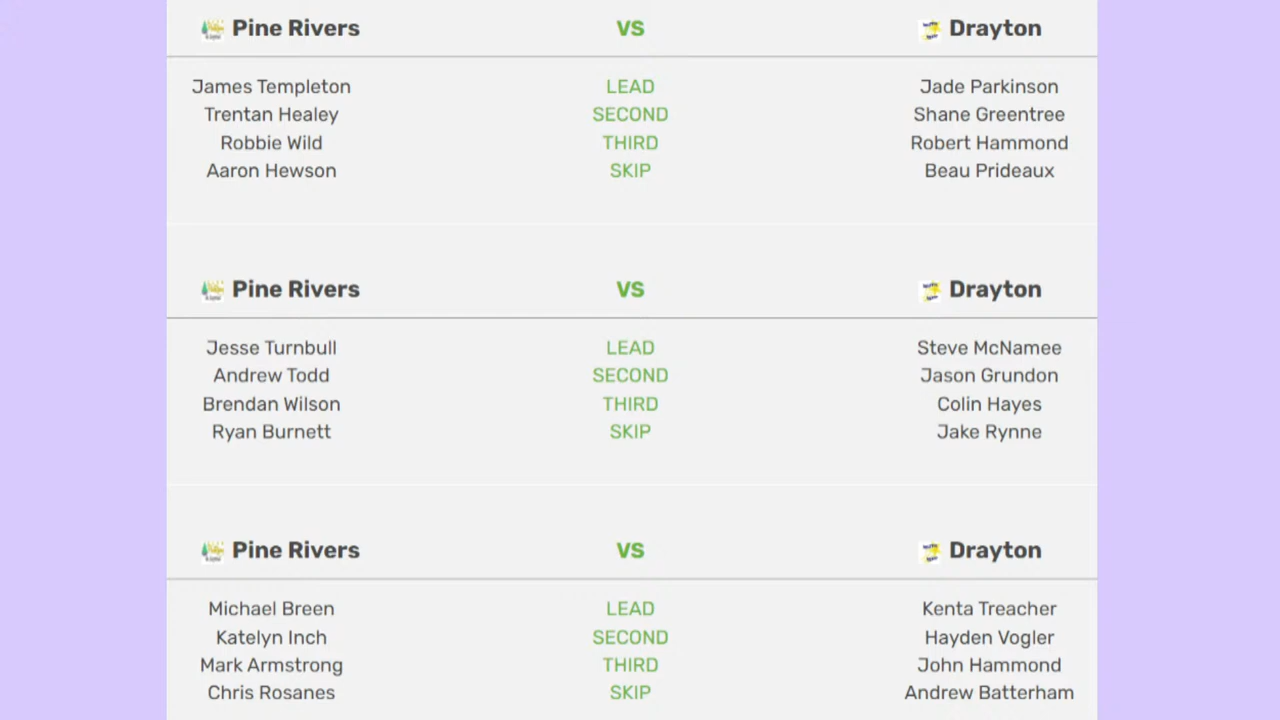 Pine Rivers VS Drayton
James Templeton LEAD Jade Parkinson
Trentan Healey SECOND Shane Greentree
Robbie Wild THIRD Robert Hammond
Aaron Hewson SKIP Beau Prideaux
Pine Rivers VS Drayton
Jesse Turnbull LEAD Steve McNamee
Andrew Todd SECOND Jason Grundon
Brendan Wilson THIRD Colin Hayes
Ryan Burnett SKIP Jake Rynne
Pine Rivers VS Drayton
Michael Breen LEAD Kenta Treacher
Katelyn Inch SECOND Hayden Vogler
Mark Armstrong THIRD John Hammond
Chris Rosanes SKIP Andrew Batterham